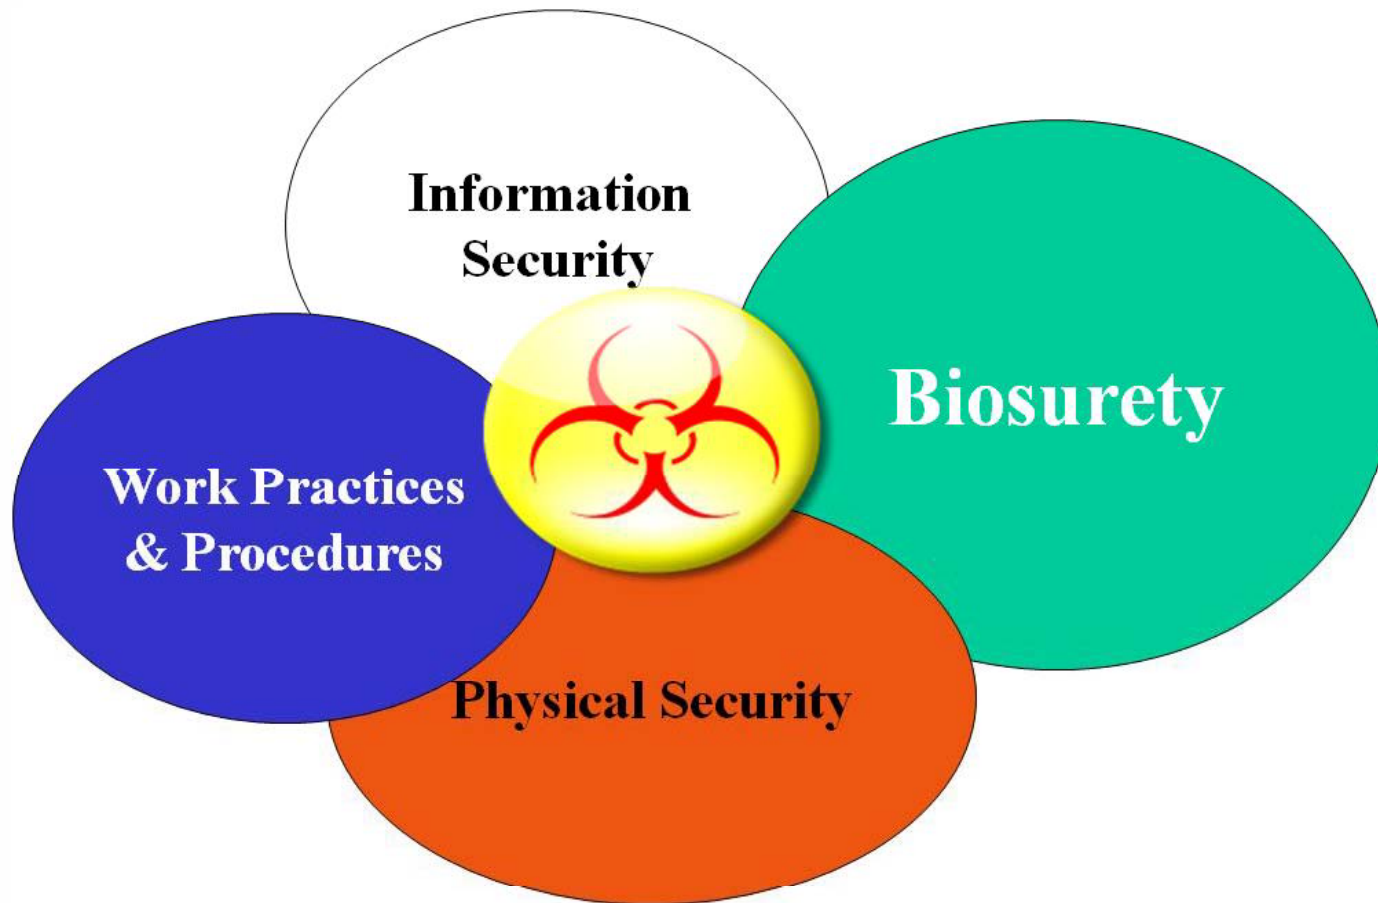 Information
Security
Biosurety
Work Practices
& Procedures
Physical Security